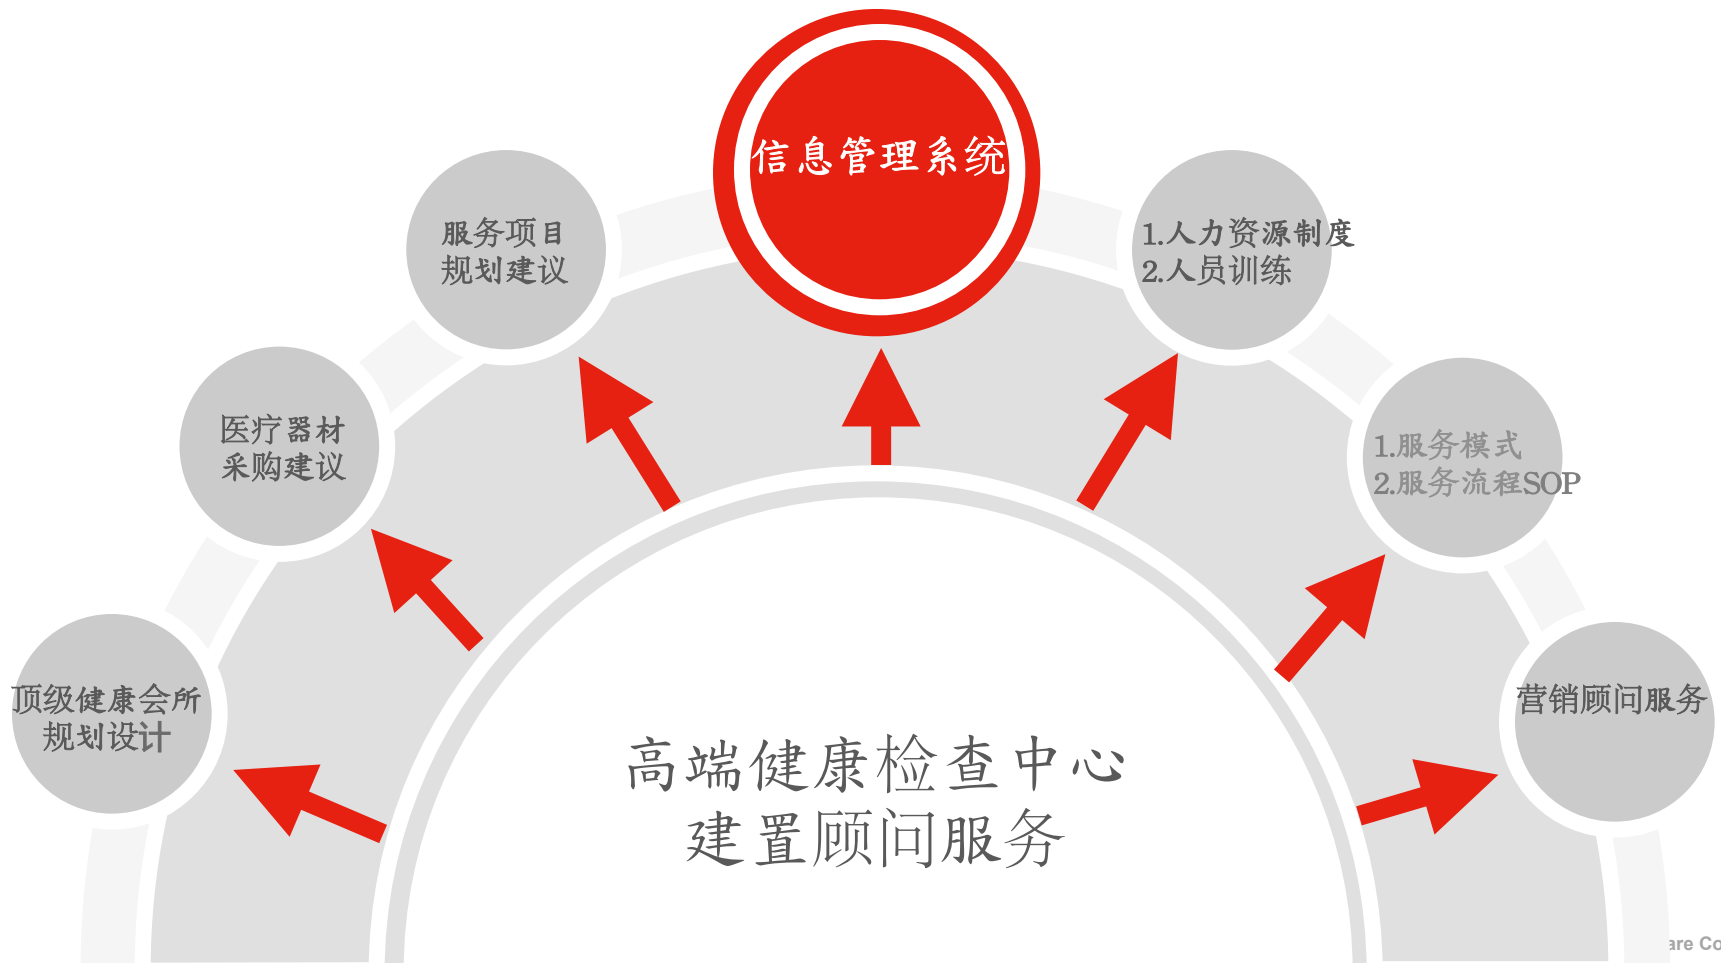 信息管理系统
服务项目
规划建议
1.人力资源制度
2.人员训练
医疗器材
采购建议
1.服务模式
2.服务流程SOP
顶级健康会所
规划设计
营销顾问服务
高端健康检查中心
建置顾问服务
are Co